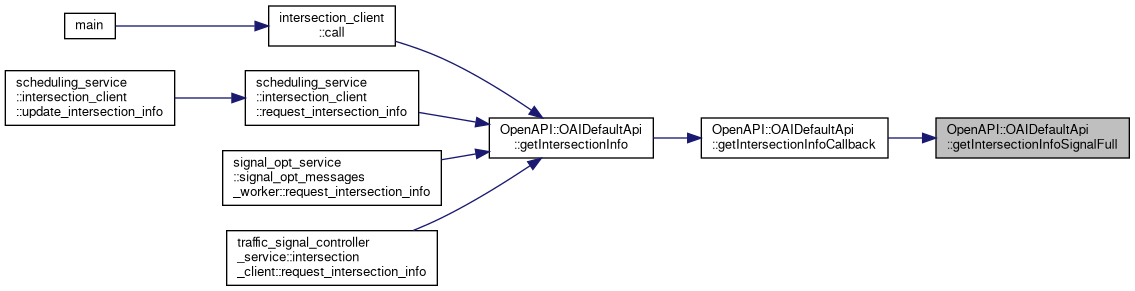 main
intersection_client
::call
scheduling_service
::intersection_client
::update_intersection_info
scheduling_service
::intersection_client
::request_intersection_info
signal_opt_service
::signal_opt_messages
_worker::request_intersection_info
traffic_signal_controller
_service::intersection
_client::request_intersection_info
OpenAPI::OAIDefaultApi
::getIntersectionInfo
OpenAPI::OAIDefaultApi
::getIntersectionInfoCallback
OpenAPI::OAIDefaultApi
::getIntersectionInfoSignalFull